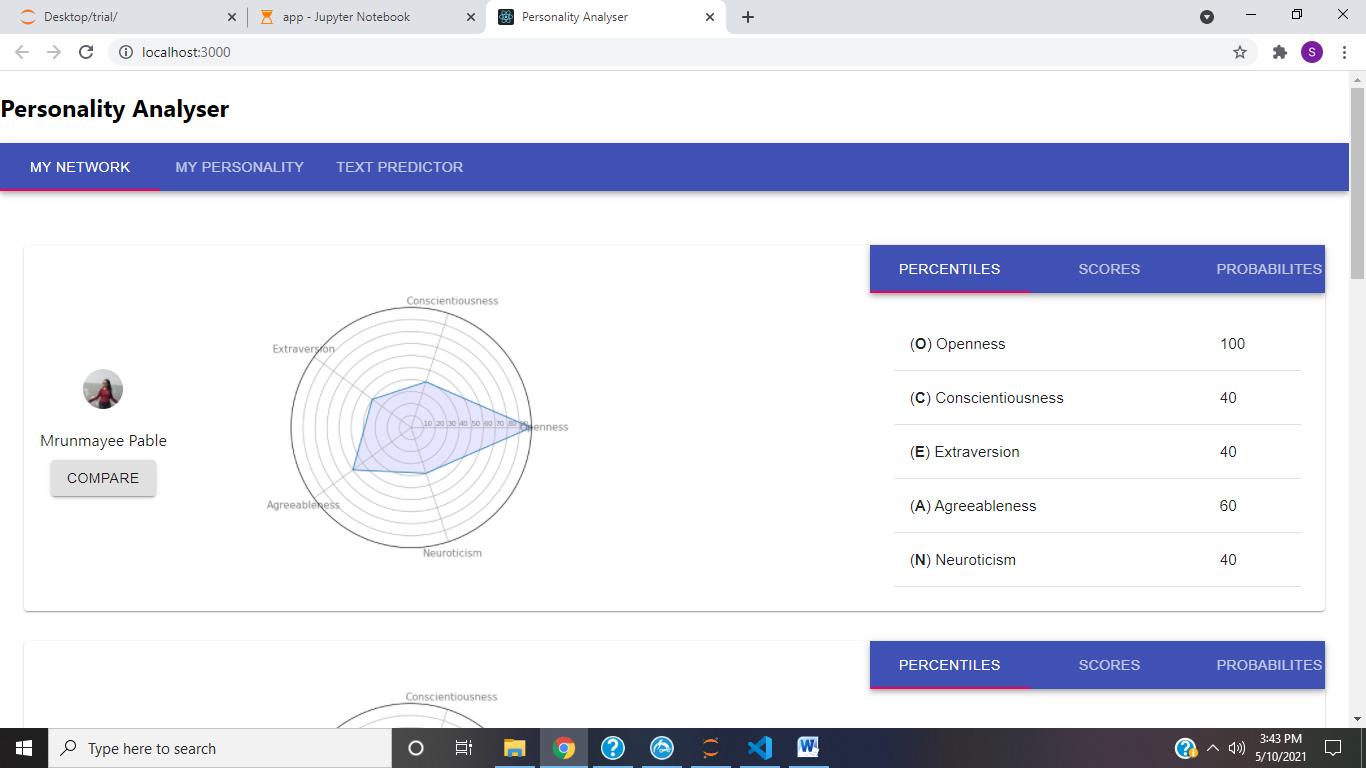 Desktop/trial/
app - Jupyter Notebook
Personality Analyser
localhost:3000
S
Personality Analyser
MY NETWORK MY PERSONALITY TEXT PREDICTOR
PERCENTILES SCORES PROBABILITES
Conscientiousness
Extraversion
10 20 30 40 50 60 70 80
Openness
Agreeableness
Neuroticism
Mrunmayee Pable
COMPARE
(O) Openness 100
(C) Conscientiousness 40
(E) Extraversion 40
(A) Agreeableness 60
(N) Neuroticism 40
PERCENTILES SCORES PROBABILITES
Conscientiousness
Type here to search
3:43 PM
5/10/2021